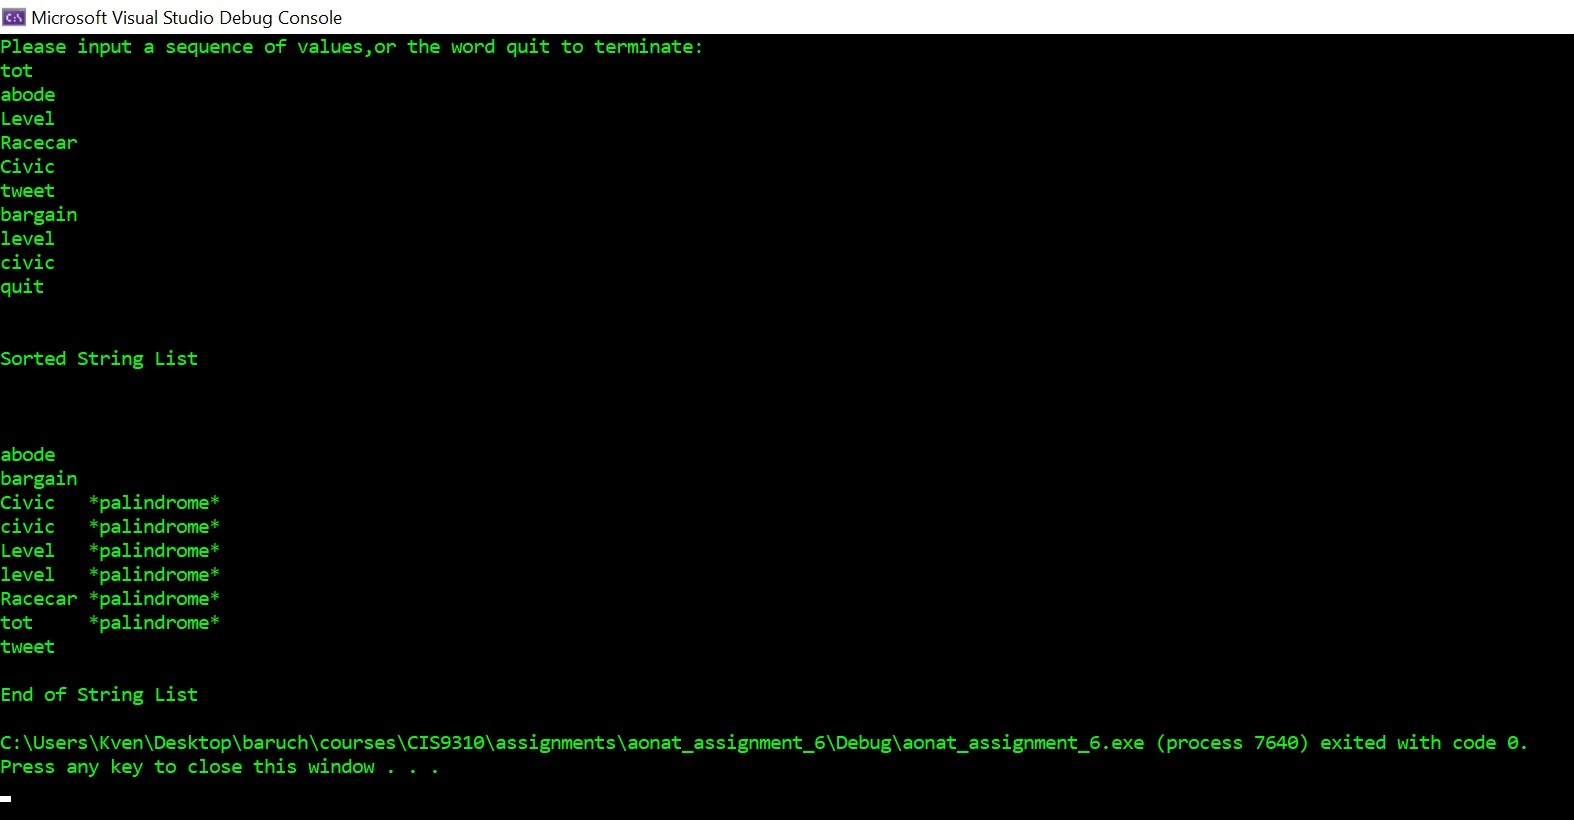 Microsoft Visual Studio Debug Console
Please input a sequence of values,or the word quit to terminate:
tot
abode
Level
Racecar
Civic
tweet
bargain
level
civic
quit
Sorted String List
abode
bargain
Civic   *palindrome*
civic   *palindrome*
Level   *palindrome*
level   *palindrome*
Racecar *palindrome*
tot     *palindrome*
tweet
End of String List
C:\Users\Kven\Desktop\baruch\courses\CIS9310\assignments\aonat_assignment_6\Debug\aonat_assignment_6.exe (process 7640) exited with code 0.
Press any key to close this window . . .